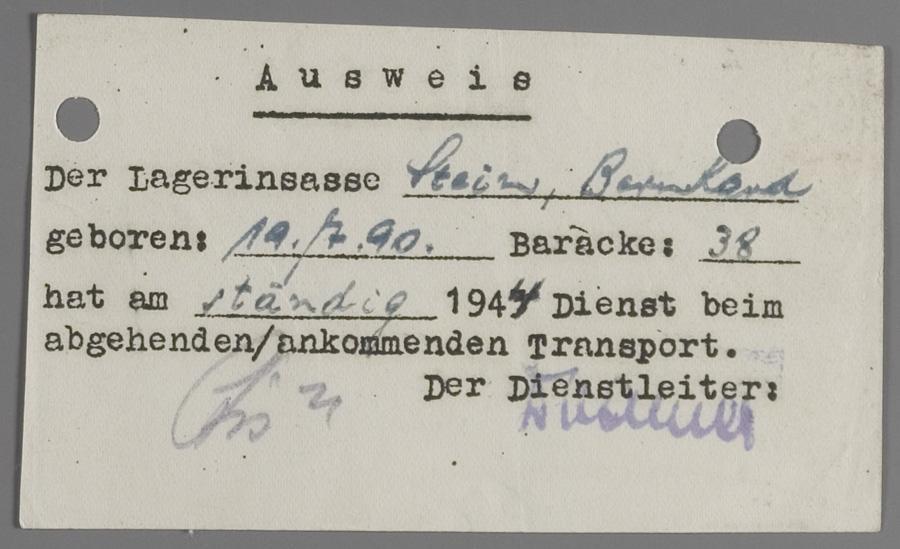 Ausweis
Der Lagerinsasse Stein, Bernhard
geboren: 19.7.90. Baracke: 38
hat am ständig 1944 Dienst beim
abgehenden/ankommenden Transport.
Der Dienstleiter: